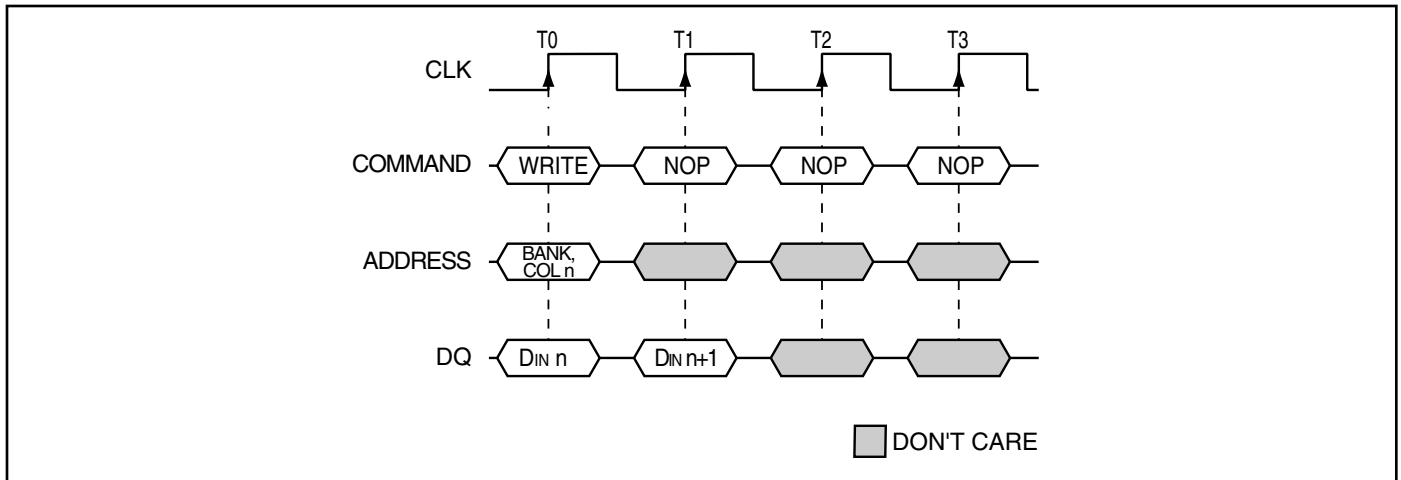 T0 T1 T2 T3
CLK
COMMAND WRITE NOP NOP NOP
ADDRESS BANK,
COL n
DQ DIN n DIN n+1
DON'T CARE